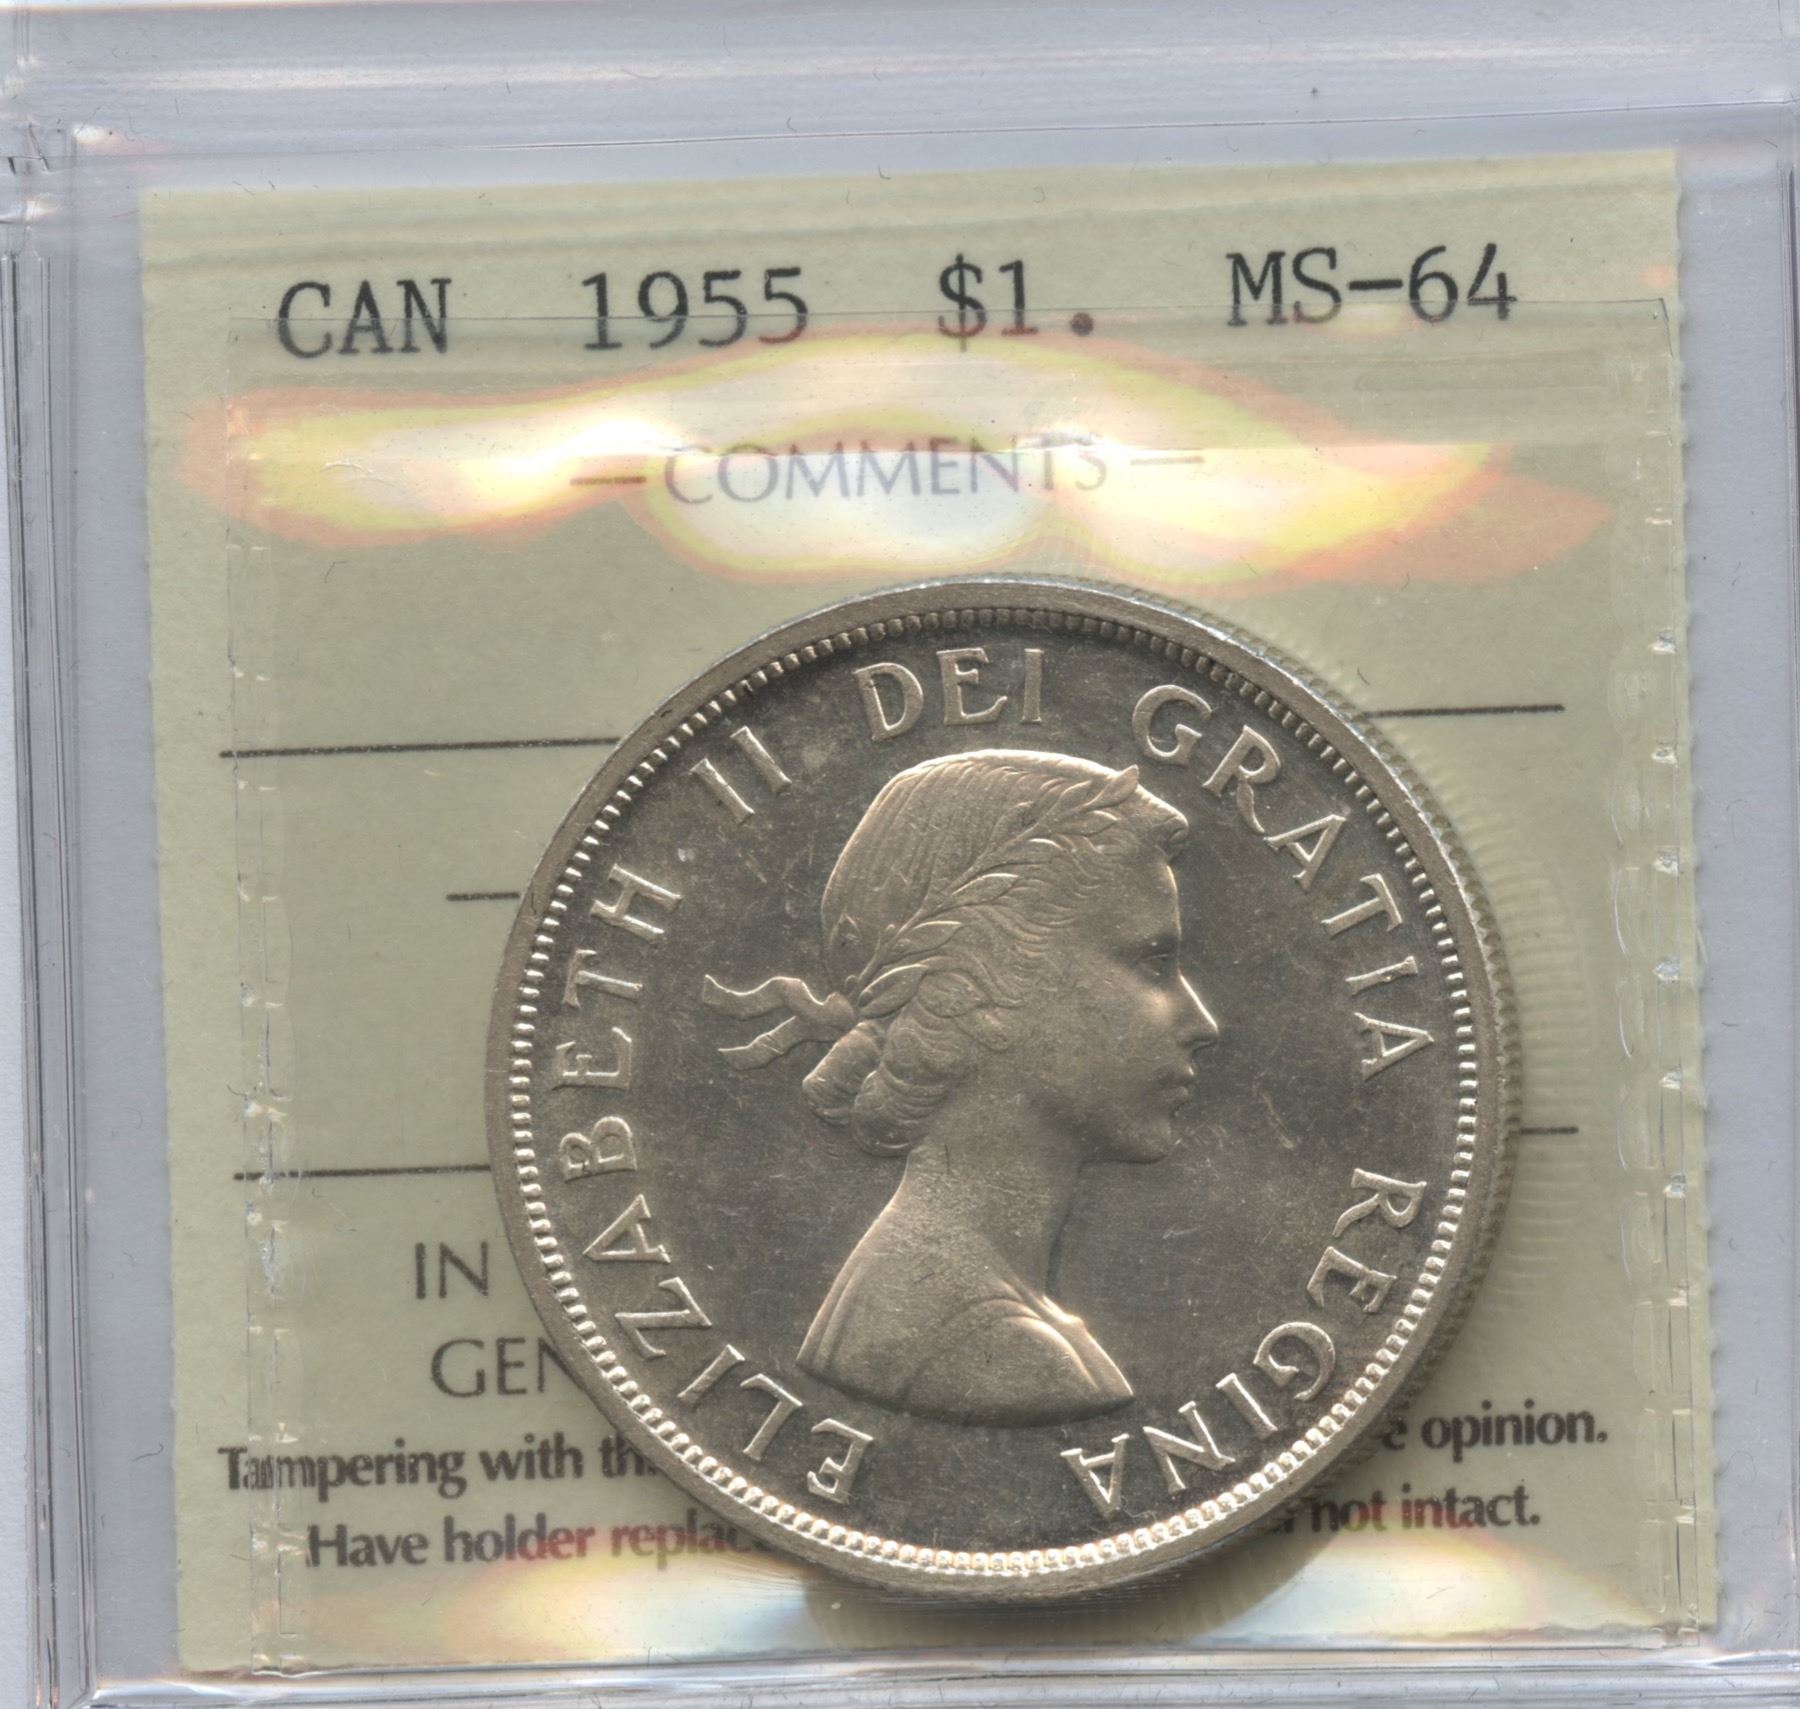 CAN 1955 $1. MS-64
— COMMENTS —
ELIZABETH II DEI GRATIA REGINA
IN
GEN
Tampering with th opinion.
Have holder replac not intact.